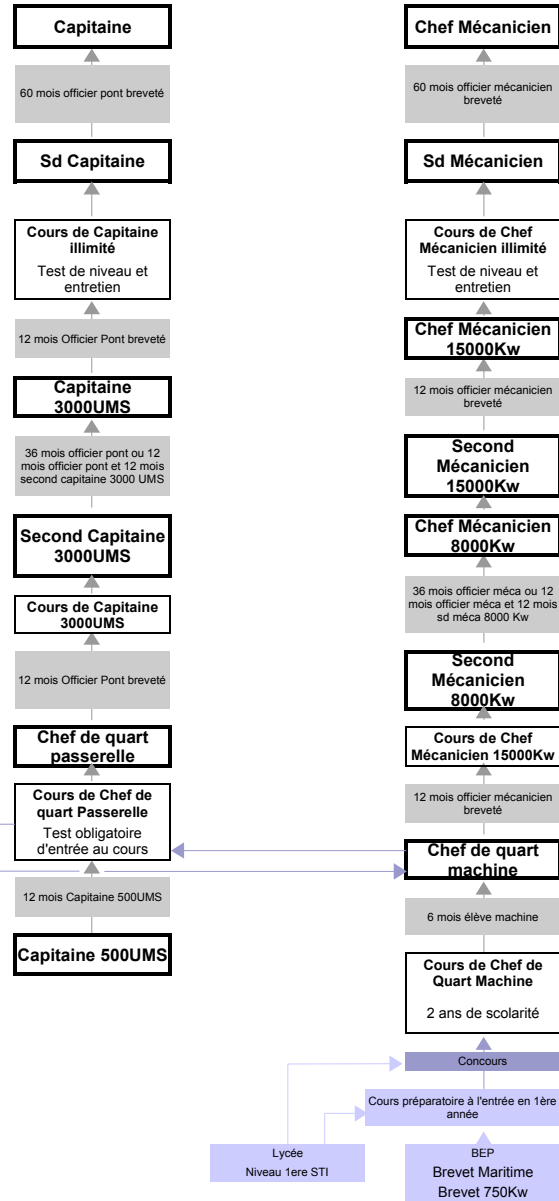 Capitaine
60 mois officier pont breveté
Sd Capitaine
Cours de Capitaine
illimité
Test de niveau et
entretien
12 mois Officier Pont breveté
Capitaine
3000UMS
36 mois officier pont ou 12
mois officier pont et 12 mois
second capitaine 3000 UMS
Second Capitaine
3000UMS
Cours de Capitaine
3000UMS
12 mois Officier Pont breveté
Chef de quart
passerelle
Cours de Chef de
quart Passerelle
Test obligatoire
d'entrée au cours
12 mois Capitaine 500UMS
Capitaine 500UMS
Chef Mécanicien
60 mois officier mécanicien
breveté
Sd Mécanicien
Cours de Chef
Mécanicien illimité
Test de niveau et
entretien
Chef Mécanicien
15000Kw
12 mois officier mécanicien
breveté
Second
Mécanicien
15000Kw
Chef Mécanicien
8000Kw
36 mois officier méca ou 12
mois officier méca et 12 mois
sd méca 8000 Kw
Second
Mécanicien
8000Kw
Cours de Chef
Mécanicien 15000Kw
12 mois officier mécanicien
breveté
Chef de quart
machine
6 mois élève machine
Cours de Chef de
Quart Machine
2 ans de scolarité
Concours
Cours préparatoire à l'entrée en 1ère
année
Lycée
Niveau 1ere STI
BEP
Brevet Maritime
Brevet 750Kw